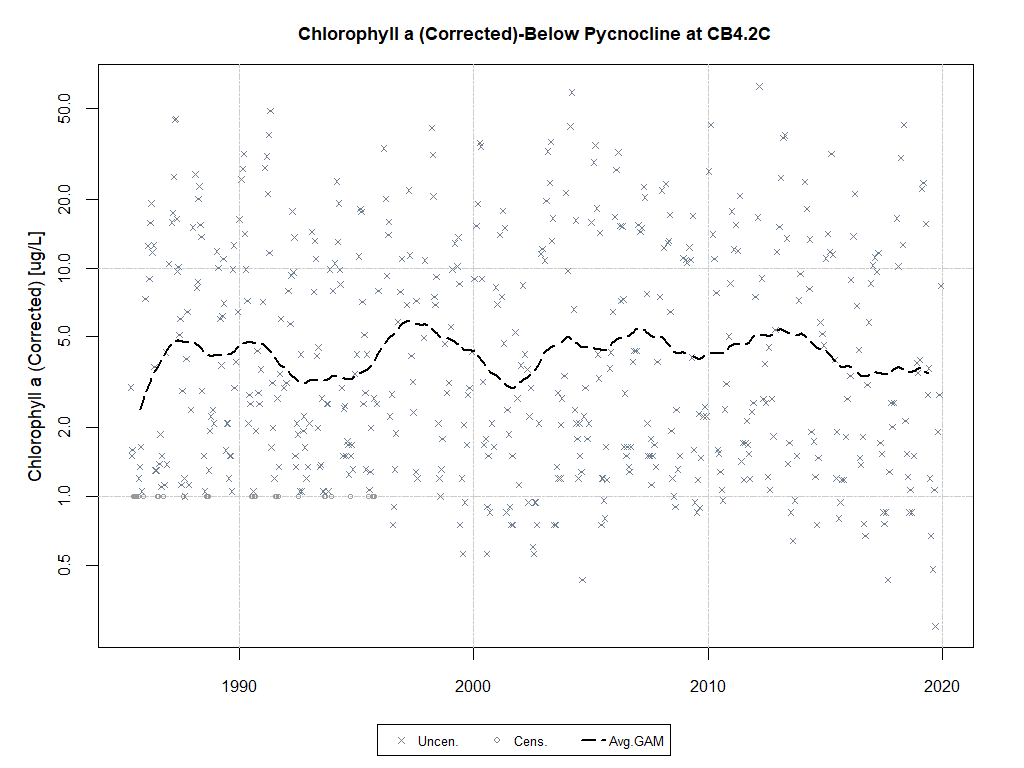 Chlorophyll a (Corrected)-Below Pycnocline at CB4.2C
Chlorophyll a (Corrected) [ug/L]
50.0
20.0
10.0
5.0
2.0
1.0
0.5
1990 2000 2010 2020
Uncen. Cens. Avg.GAM